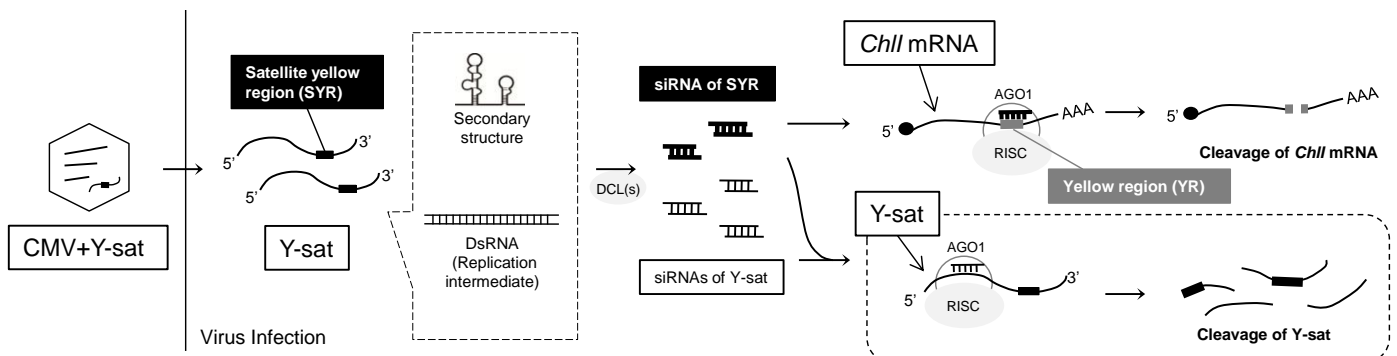 CMV+Y-sat
Virus Infection
Satellite yellow
region (SYR)
5’
3’
5’
3’
Y-sat
Secondary
structure
DsRNA
(Replication
intermediate)
DCL(s)
siRNA of SYR
siRNAs of Y-sat
ChlI mRNA
5’
AGO1
RISC
AAA
Yellow region (YR)
AAA
5’
Cleavage of ChlI mRNA
Y-sat
AGO1
5’
RISC
3’
Cleavage of Y-sat